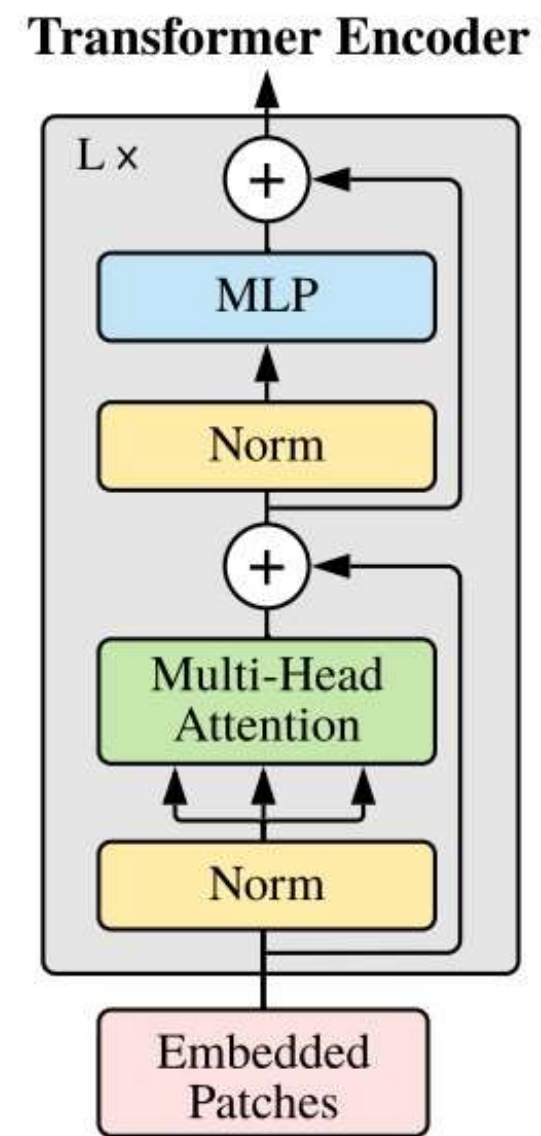 Transformer Encoder
L ×
+
MLP
Norm
+
Multi-Head
Attention
Norm
Embedded
Patches